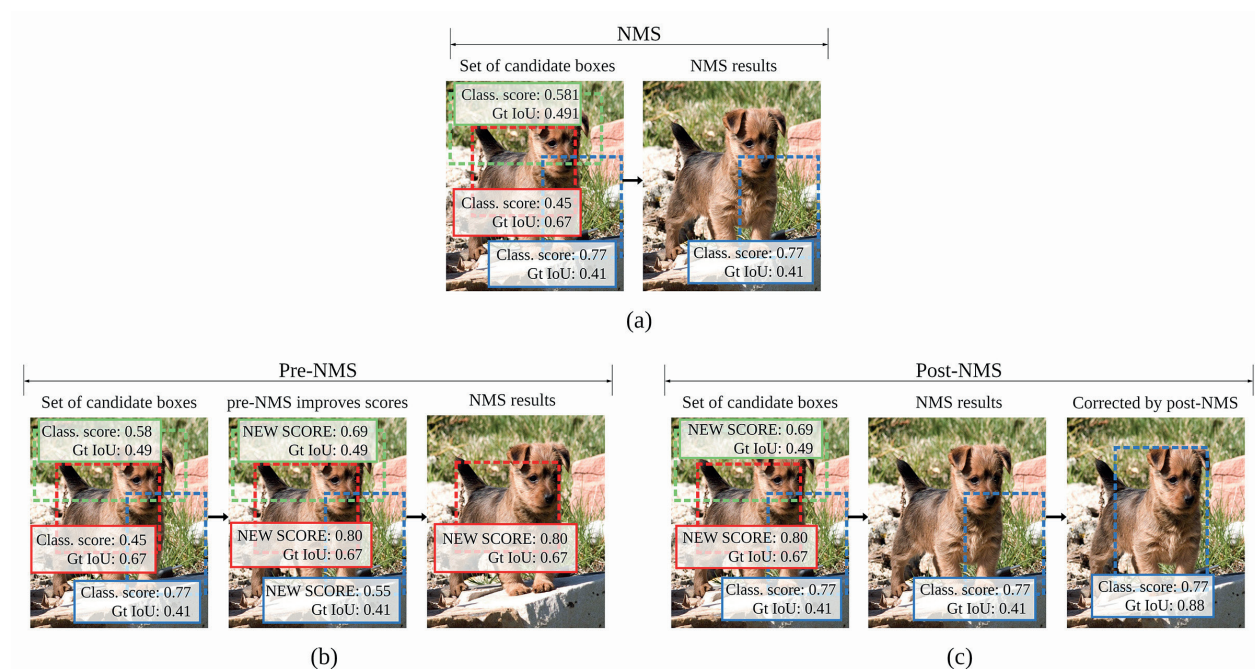 NMS
Set of candidate boxes
NMS results
Class. score: 0.581
Gt IoU: 0.491
Class. score: 0.45
Gt IoU: 0.67
Class. score: 0.77
Gt IoU: 0.41
Class. score: 0.77
Gt IoU: 0.41
(a)
Pre-NMS
Set of candidate boxes
pre-NMS improves scores
NMS results
Class. score: 0.58
Gt IoU: 0.49
Class. score: 0.45
Gt IoU: 0.67
Class. score: 0.77
Gt IoU: 0.41
NEW SCORE: 0.69
Gt IoU: 0.49
NEW SCORE: 0.80
Gt IoU: 0.67
NEW SCORE: 0.55
Gt IoU: 0.41
NEW SCORE: 0.80
Gt IoU: 0.67
(b)
Post-NMS
Set of candidate boxes
NMS results
Corrected by post-NMS
NEW SCORE: 0.69
Gt IoU: 0.49
NEW SCORE: 0.80
Gt IoU: 0.67
Class. score: 0.77
Gt IoU: 0.41
Class. score: 0.77
Gt IoU: 0.41
Class. score: 0.77
Gt IoU: 0.88
(c)